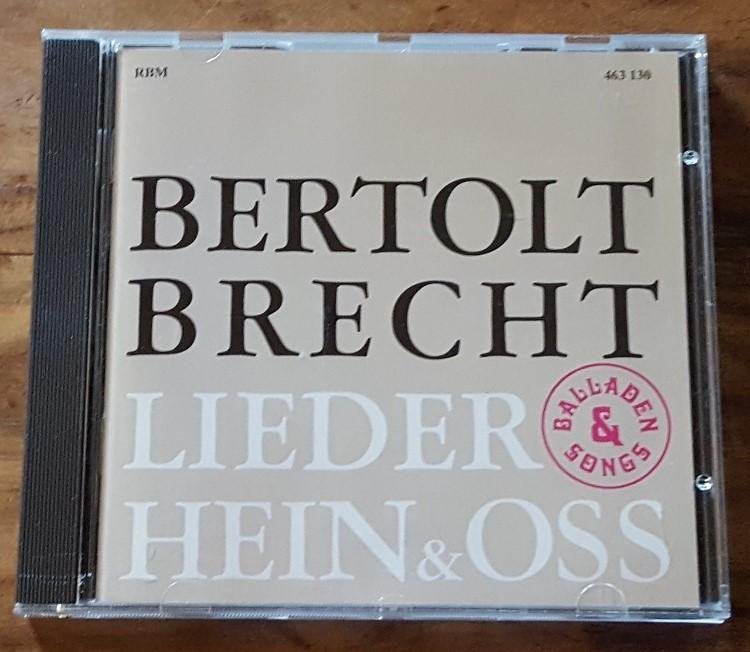 RBM 463 130
BERTOLT
BRECHT
LIEDER
BALLADEN
&
SONGS
HEIN & OSS